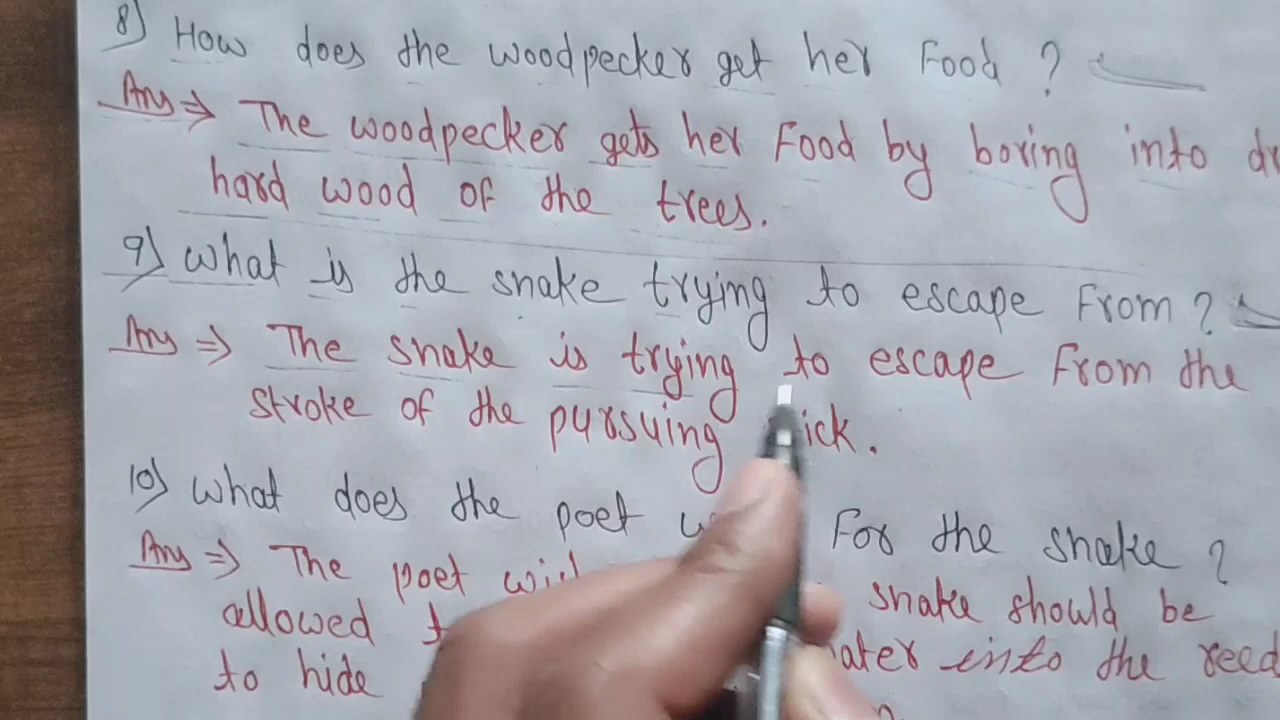 8) How does the woodpecker get her Food ?
Ans ⇒ The woodpecker gets her Food by boring into
hard wood of the trees.
9) What is the snake trying to escape From ?
Ans ⇒ The snake is trying to escape From the
stroke of the pursuing
10) What does the poet For the snake ?
Ans ⇒ The poet snake should be
allowed
to hide into the